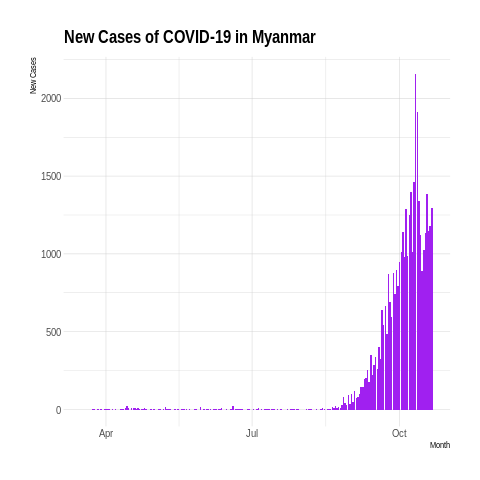 New Cases of COVID-19 in Myanmar
New Cases
2000
1500
1000
500
0
Apr
Jul
Oct
Month